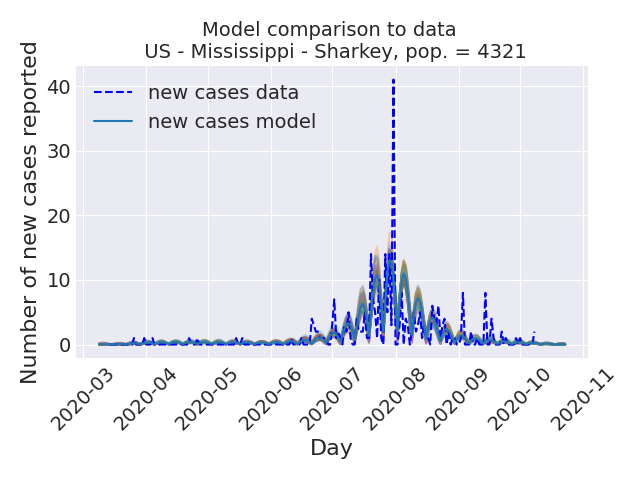 Model comparison to data
US - Mississippi - Sharkey, pop. = 4321
Number of new cases reported
40
30
20
10
0
new cases data
new cases model
2020-03
2020-04
2020-05
2020-06
2020-07
2020-08
2020-09
2020-10
2020-11
Day